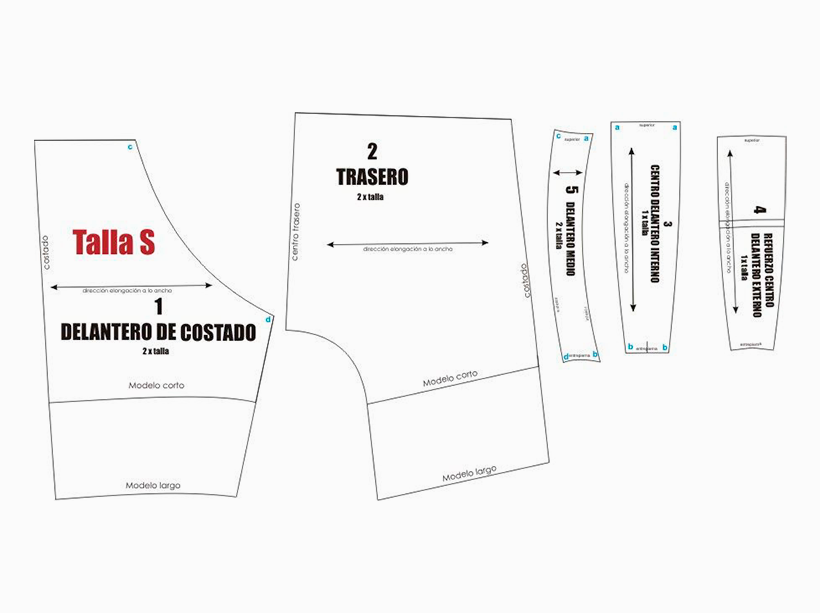 c
costado
Talla S
dirección elongación a lo ancho
1
DELANTERO DE COSTADO
2 x talla
d
Modelo corto
Modelo largo
2
TRASERO
2 x talla
centro trasero
dirección elongación a lo ancho
costado
Modelo corto
Modelo largo
c
superior
a
5
DELANTERO MEDIO
2 x talla
d
entrepierna
b
a
superior
a
3
CENTRO DELANTERO INTERNO
1 x talla
dirección elongación a lo ancho
b
entrepierna
b
superior
4
REFUERZO CENTRO
DELANTERO EXTERNO
1 x talla
dirección elongación a lo ancho
entrepierna